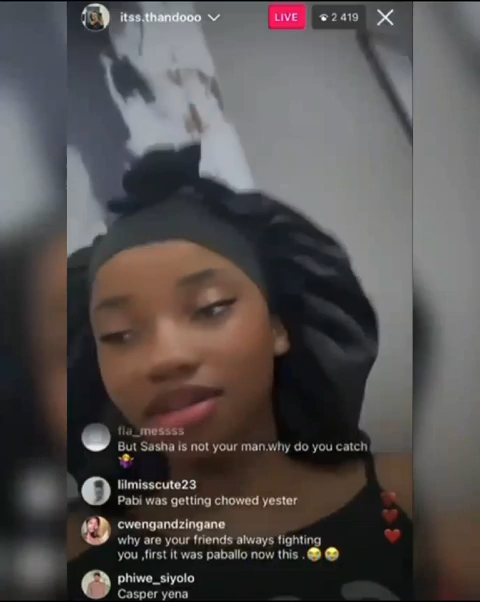 itss.thandooo
LIVE
2 419
fla_messss
But Sasha is not your man.why do you catch
🤷‍♀️
lilmisscute23
Pabi was getting chowed yester
cwengandzingane
why are your friends always fighting
you ,first it was paballo now this .😭😭
phiwe_siyolo
Casper yena